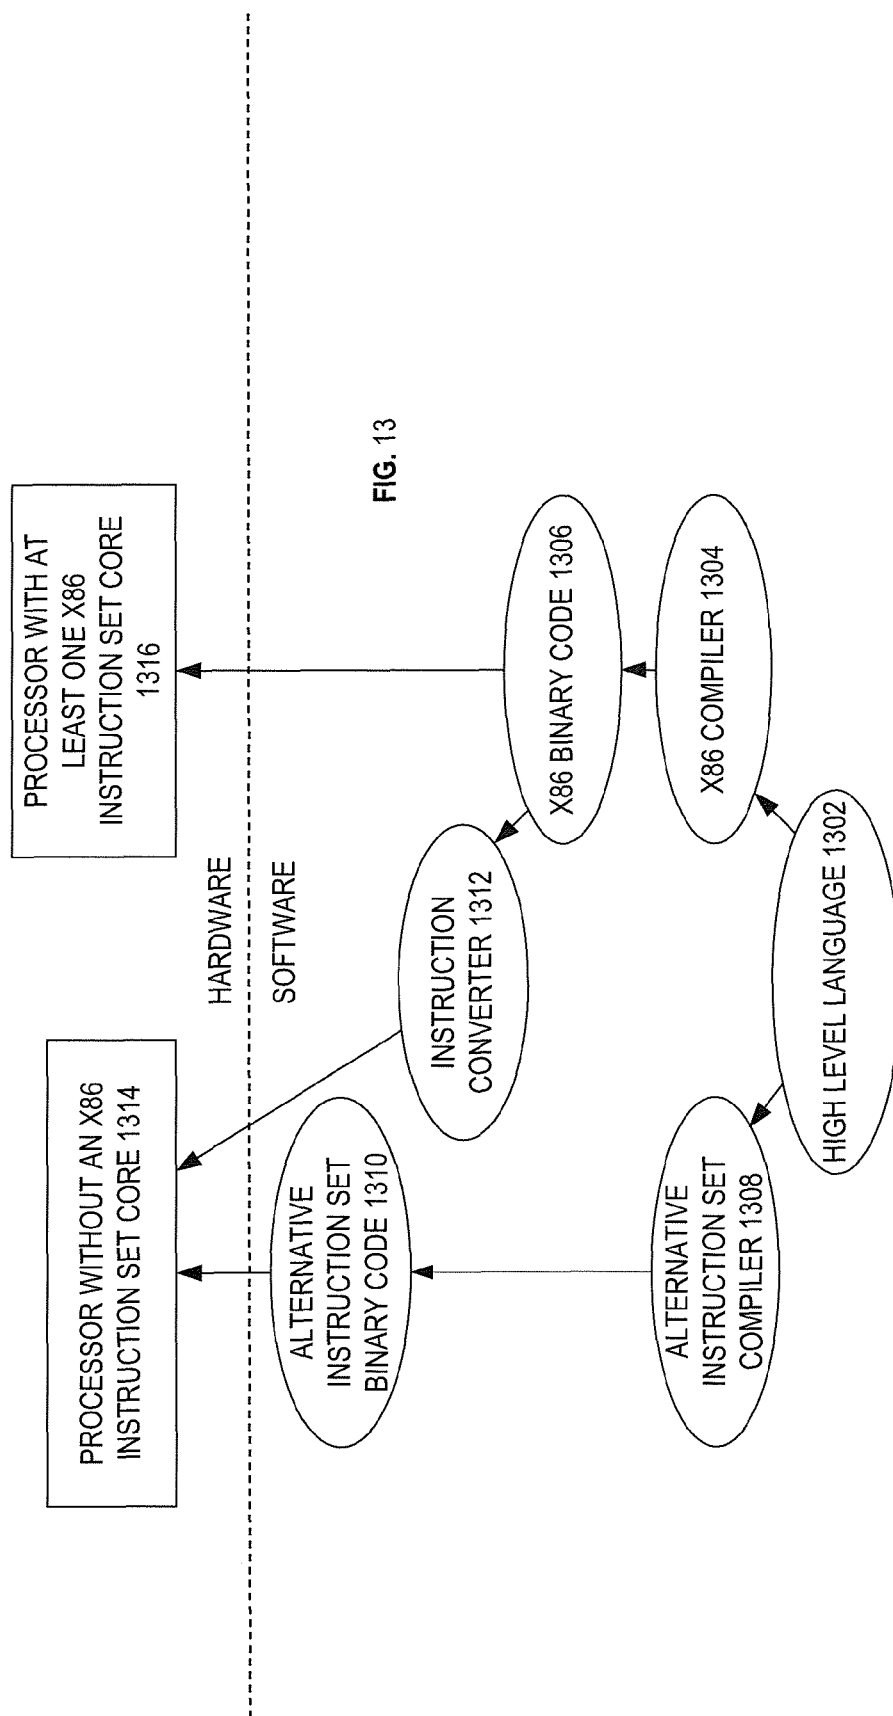 PROCESSOR WITHOUT AN X86
INSTRUCTION SET CORE 1314
PROCESSOR WITH AT
LEAST ONE X86
INSTRUCTION SET CORE
1316
HARDWARE
SOFTWARE
ALTERNATIVE
INSTRUCTION SET
BINARY CODE 1310
INSTRUCTION
CONVERTER 1312
FIG. 13
X86 BINARY CODE 1306
ALTERNATIVE
INSTRUCTION SET
COMPILER 1308
X86 COMPILER 1304
HIGH LEVEL LANGUAGE 1302